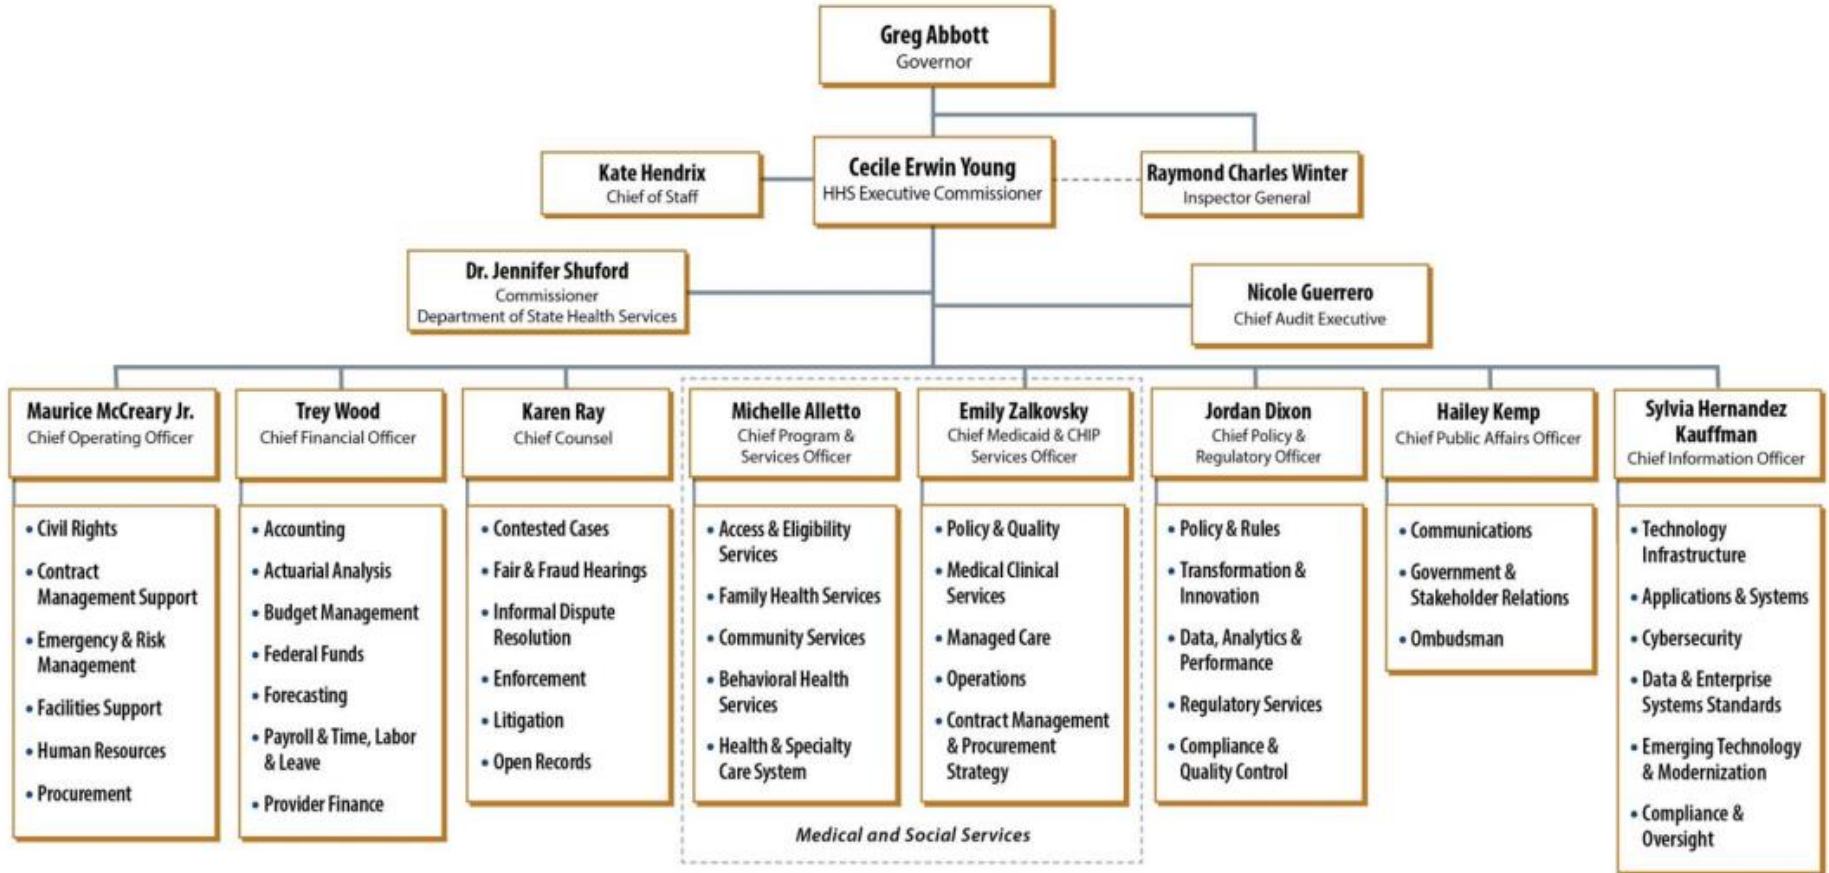 Greg Abbott
Governor
Kate Hendrix
Chief of Staff
Cecile Erwin Young
HHS Executive Commissioner
Raymond Charles Winter
Inspector General
Dr. Jennifer Shuford
Commissioner
Department of State Health Services
Nicole Guerrero
Chief Audit Executive
Maurice McCreary Jr.
Chief Operating Officer
• Civil Rights
• Contract
Management Support
• Emergency & Risk
Management
• Facilities Support
• Human Resources
• Procurement
Trey Wood
Chief Financial Officer
• Accounting
• Actuarial Analysis
• Budget Management
• Federal Funds
• Forecasting
• Payroll & Time, Labor
& Leave
• Provider Finance
Karen Ray
Chief Counsel
• Contested Cases
• Fair & Fraud Hearings
• Informal Dispute
Resolution
• Enforcement
• Litigation
• Open Records
Michelle Alletto
Chief Program &
Services Officer
• Access & Eligibility
Services
• Family Health Services
• Community Services
• Behavioral Health
Services
• Health & Specialty
Care System
Emily Zalkovsky
Chief Medicaid & CHIP
Services Officer
• Policy & Quality
• Medical Clinical
Services
• Managed Care
• Operations
• Contract Management
& Procurement
Strategy
Medical and Social Services
Jordan Dixon
Chief Policy &
Regulatory Officer
• Policy & Rules
• Transformation &
Innovation
• Data, Analytics &
Performance
• Regulatory Services
• Compliance &
Quality Control
Hailey Kemp
Chief Public Affairs Officer
• Communications
• Government &
Stakeholder Relations
• Ombudsman
Sylvia Hernandez
Kauffman
Chief Information Officer
• Technology
Infrastructure
• Applications & Systems
• Cybersecurity
• Data & Enterprise
Systems Standards
• Emerging Technology
& Modernization
• Compliance &
Oversight